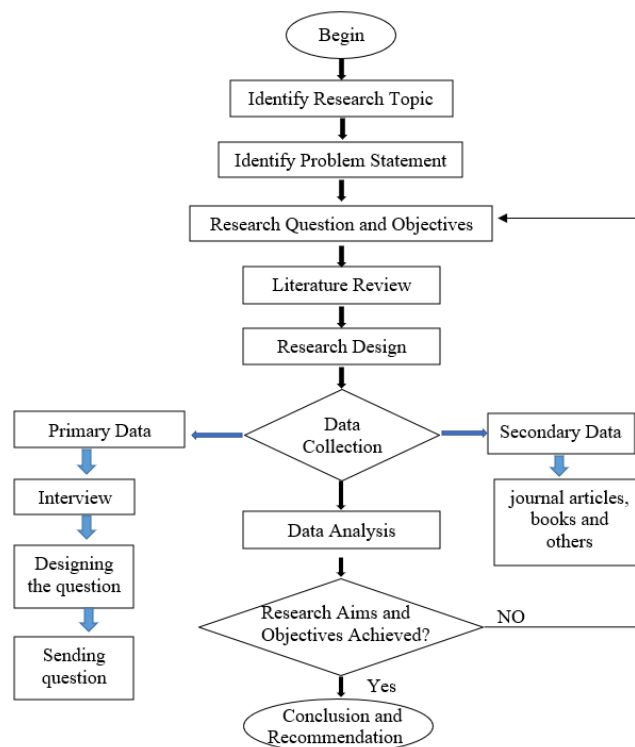 Begin
Identify Research Topic
Identify Problem Statement
Research Question and Objectives
Literature Review
Research Design
Data
Collection
Primary Data
Interview
Designing
the question
Sending
question
Secondary Data
journal articles,
books and
others
Data Analysis
Research Aims and
Objectives Achieved?
NO
Yes
Conclusion and
Recommendation